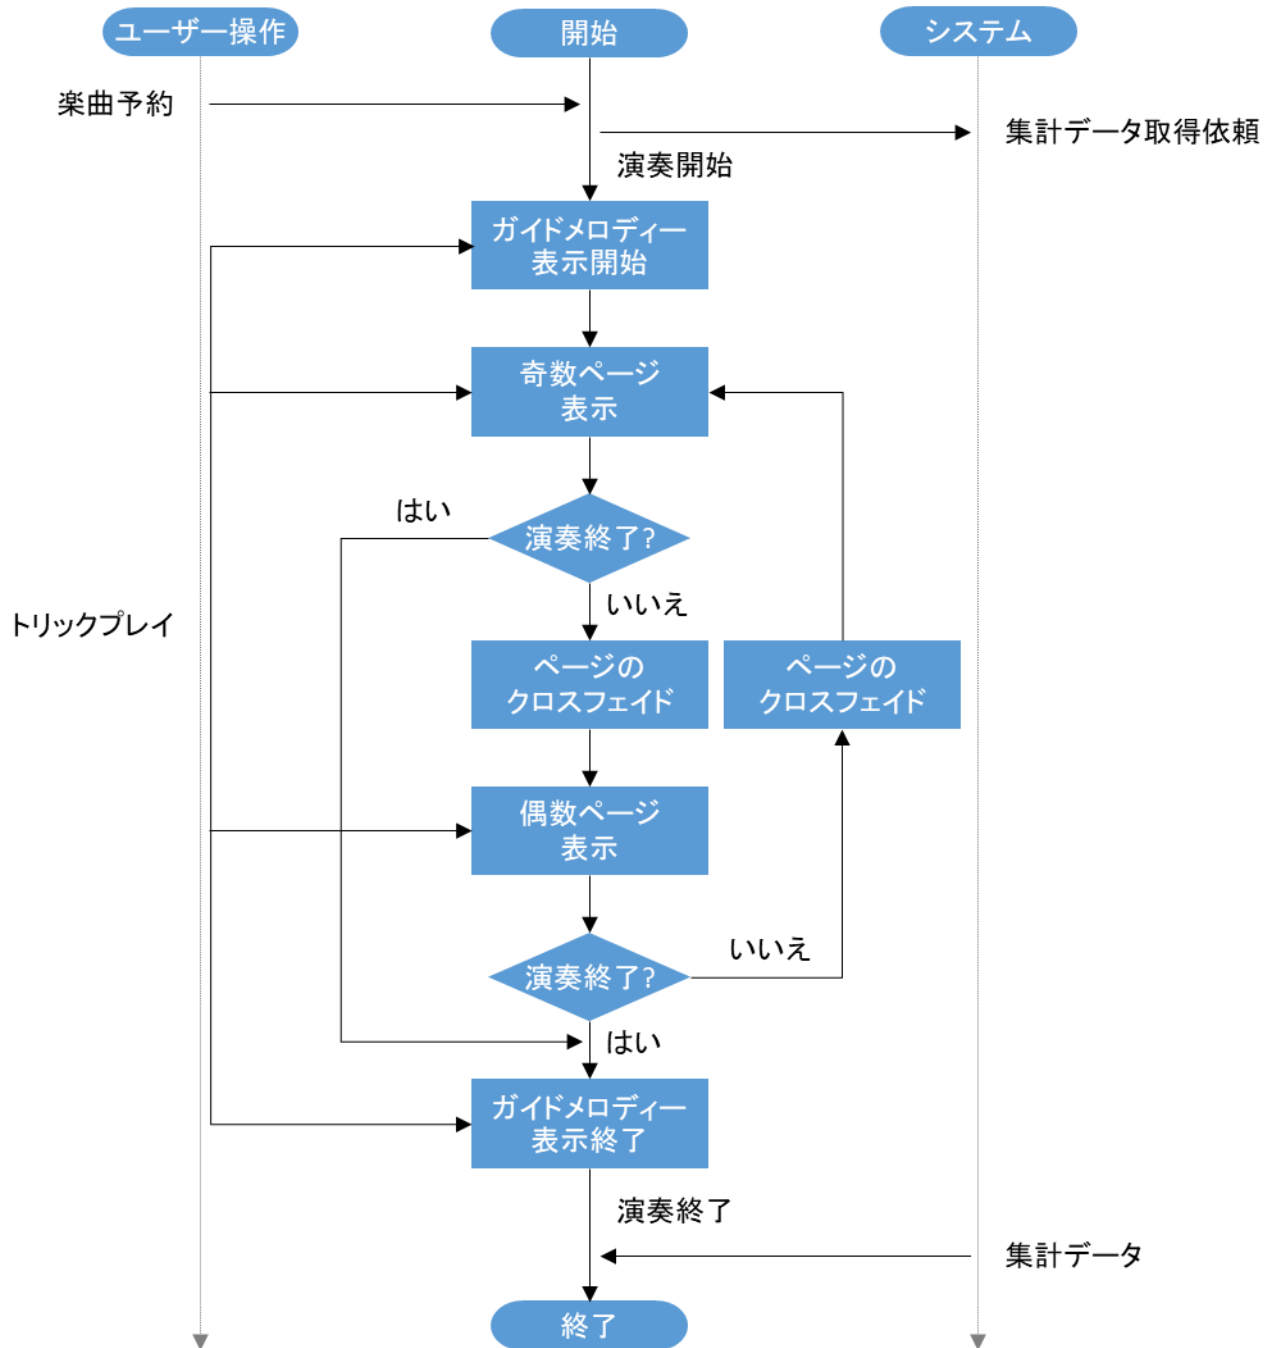 ユーザー操作
開始
システム
楽曲予約
集計データ取得依頼
演奏開始
ガイドメロディー
表示開始
奇数ページ
表示
はい
演奏終了?
いいえ
トリックプレイ
ページの
クロスフェイド
ページの
クロスフェイド
偶数ページ
表示
いいえ
演奏終了?
はい
ガイドメロディー
表示終了
演奏終了
集計データ
終了